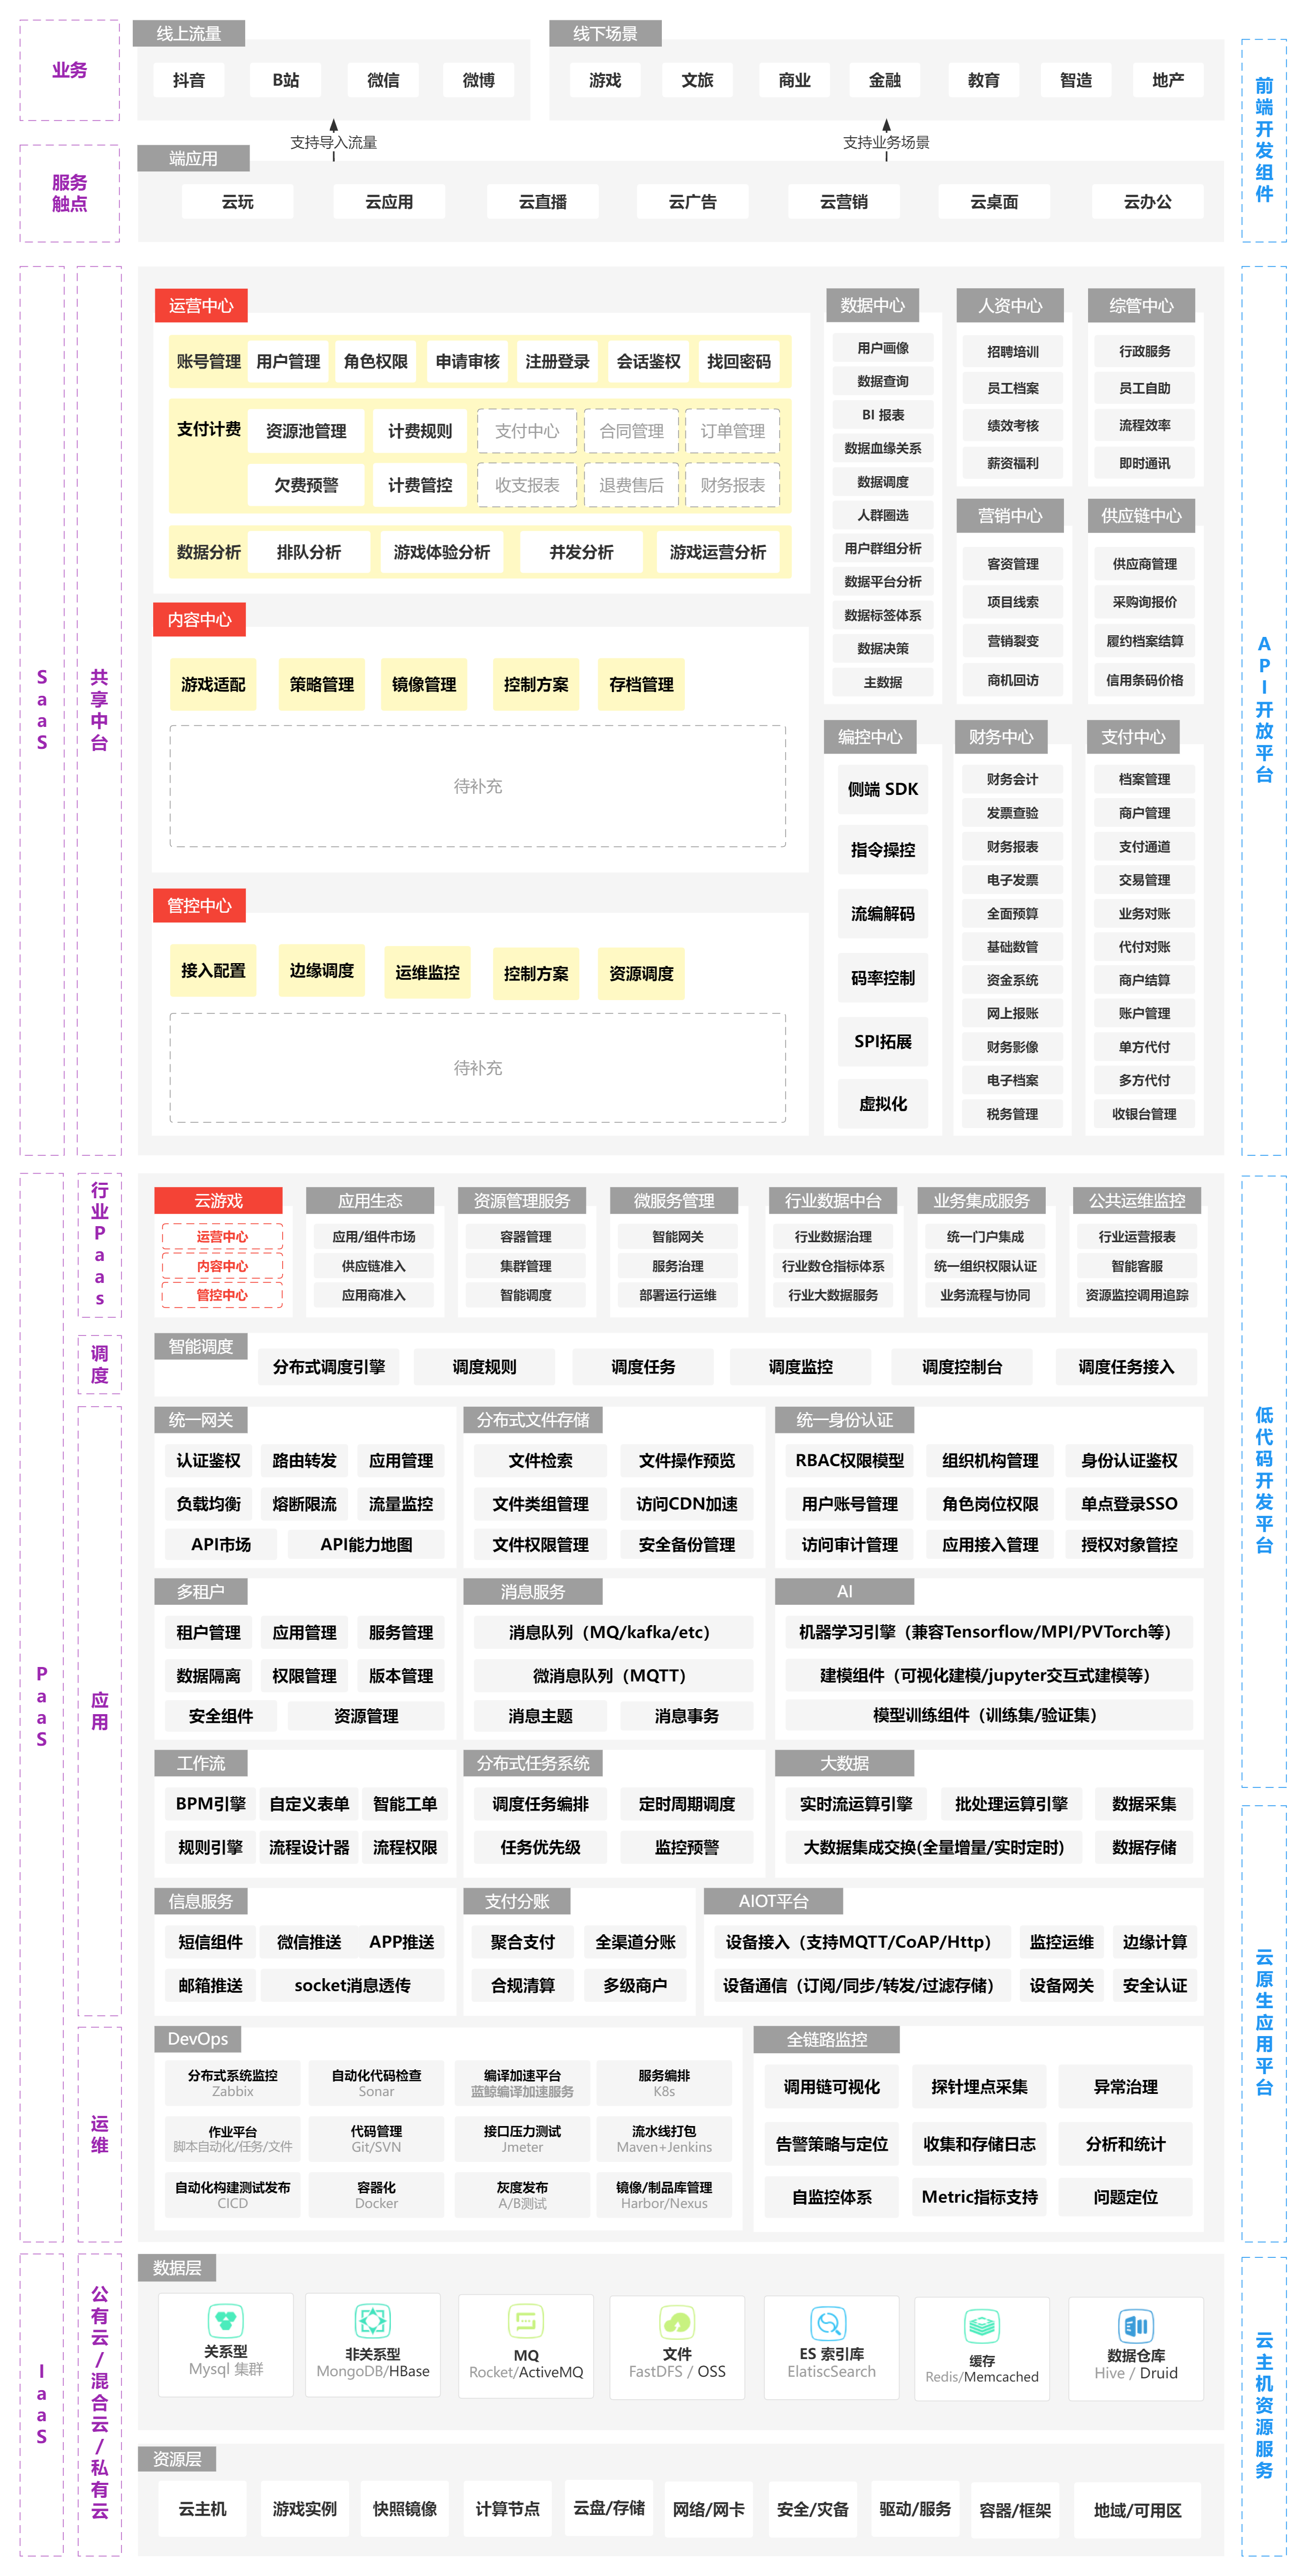 业务
线上流量
抖音
B站
微信
微博
线下场景
游戏
文旅
商业
金融
教育
智造
地产
支持导入流量
支持业务场景
服务
触点
端应用
云玩
云应用
云直播
云广告
云营销
云桌面
云办公
前端开发组件
SaaS
共享中台
API开放平台
运营中心
账号管理
用户管理
角色权限
申请审核
注册登录
会话鉴权
找回密码
支付计费
资源池管理
计费规则
支付中心
合同管理
订单管理
欠费预警
计费管控
收支报表
退费售后
财务报表
数据分析
排队分析
游戏体验分析
并发分析
游戏运营分析
内容中心
游戏适配
策略管理
镜像管理
控制方案
存档管理
待补充
管控中心
接入配置
边缘调度
运维监控
控制方案
资源调度
待补充
数据中心
用户画像
数据查询
BI 报表
数据血缘关系
数据调度
人群圈选
用户群组分析
数据平台分析
数据标签体系
数据决策
主数据
人资中心
招聘培训
员工档案
绩效考核
薪资福利
综管中心
行政服务
员工自助
流程效率
即时通讯
营销中心
客资管理
项目线索
营销裂变
商机回访
供应链中心
供应商管理
采购询报价
履约档案结算
信用条码价格
编控中心
侧端 SDK
指令操控
流编解码
码率控制
SPI拓展
虚拟化
财务中心
财务会计
发票查验
财务报表
电子发票
全面预算
基础数管
资金系统
网上报账
财务影像
电子档案
税务管理
支付中心
档案管理
商户管理
支付通道
交易管理
业务对账
代付对账
商户结算
账户管理
单方代付
多方代付
收银台管理
PaaS
行业Paas
云游戏
运营中心
内容中心
管控中心
应用生态
应用/组件市场
供应链准入
应用商准入
资源管理服务
容器管理
集群管理
智能调度
微服务管理
智能网关
服务治理
部署运行运维
行业数据中台
行业数据治理
行业数仓指标体系
行业大数据服务
业务集成服务
统一门户集成
统一组织权限认证
业务流程与协同
公共运维监控
行业运营报表
智能客服
资源监控调用追踪
调度
智能调度
分布式调度引擎
调度规则
调度任务
调度监控
调度控制台
调度任务接入
低代码开发平台
应用
统一网关
认证鉴权
路由转发
应用管理
负载均衡
熔断限流
流量监控
API市场
API能力地图
分布式文件存储
文件检索
文件操作预览
文件类组管理
访问CDN加速
文件权限管理
安全备份管理
统一身份认证
RBAC权限模型
组织机构管理
身份认证鉴权
用户账号管理
角色岗位权限
单点登录SSO
访问审计管理
应用接入管理
授权对象管控
多租户
租户管理
应用管理
服务管理
数据隔离
权限管理
版本管理
安全组件
资源管理
消息服务
消息队列（MQ/kafka/etc）
微消息队列（MQTT）
消息主题
消息事务
AI
机器学习引擎（兼容Tensorflow/MPI/PVTorch等）
建模组件（可视化建模/jupyter交互式建模等）
模型训练组件（训练集/验证集）
工作流
BPM引擎
自定义表单
智能工单
规则引擎
流程设计器
流程权限
分布式任务系统
调度任务编排
定时周期调度
任务优先级
监控预警
大数据
实时流运算引擎
批处理运算引擎
数据采集
大数据集成交换(全量增量/实时定时)
数据存储
信息服务
短信组件
微信推送
APP推送
邮箱推送
socket消息透传
支付分账
聚合支付
全渠道分账
合规清算
多级商户
AIOT平台
设备接入（支持MQTT/CoAP/Http）
监控运维
边缘计算
设备通信（订阅/同步/转发/过滤存储）
设备网关
安全认证
云原生应用平台
运维
DevOps
分布式系统监控
Zabbix
自动化代码检查
Sonar
编译加速平台
蓝鲸编译加速服务
服务编排
K8s
作业平台
脚本自动化/任务/文件
代码管理
Git/SVN
接口压力测试
Jmeter
流水线打包
Maven+Jenkins
自动化构建测试发布
CICD
容器化
Docker
灰度发布
A/B测试
镜像/制品库管理
Harbor/Nexus
全链路监控
调用链可视化
探针埋点采集
异常治理
告警策略与定位
收集和存储日志
分析和统计
自监控体系
Metric指标支持
问题定位
IaaS
公有云/混合云/私有云
数据层
关系型
Mysql 集群
非关系型
MongoDB/HBase
MQ
Rocket/ActiveMQ
文件
FastDFS / OSS
ES 索引库
ElatiscSearch
缓存
Redis/Memcached
数据仓库
Hive / Druid
云主机资源服务
资源层
云主机
游戏实例
快照镜像
计算节点
云盘/存储
网络/网卡
安全/灾备
驱动/服务
容器/框架
地域/可用区